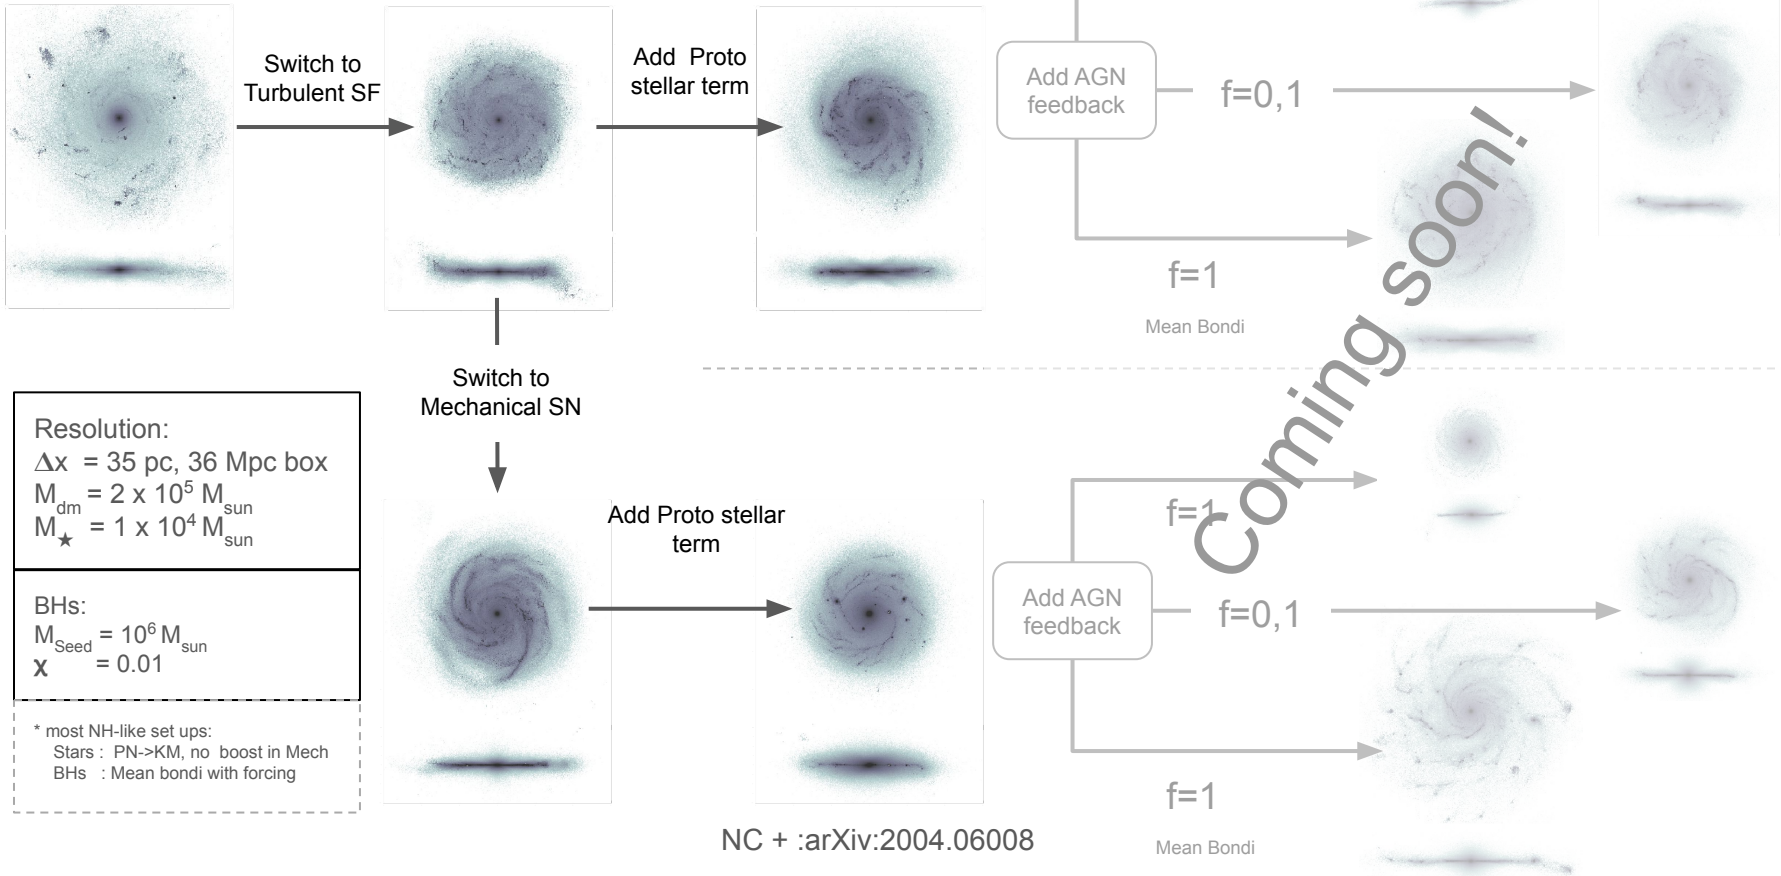 Switch to
Turbulent SF
Add Proto
stellar term
Add AGN
feedback
f=0,1
f=1
Mean Bondi
Coming soon!
Switch to
Mechanical SN
Resolution:
Δx = 35 pc, 36 Mpc box
M_dm = 2 x 10^5 M_sun
M_★ = 1 x 10^4 M_sun
BHs:
M_Seed = 10^6 M_sun
χ = 0.01
* most NH-like set ups:
Stars : PN->KM, no boost in Mech
BHs : Mean bondi with forcing
Add Proto stellar
term
f=1
Add AGN
feedback
f=0,1
f=1
Mean Bondi
NC + :arXiv:2004.06008